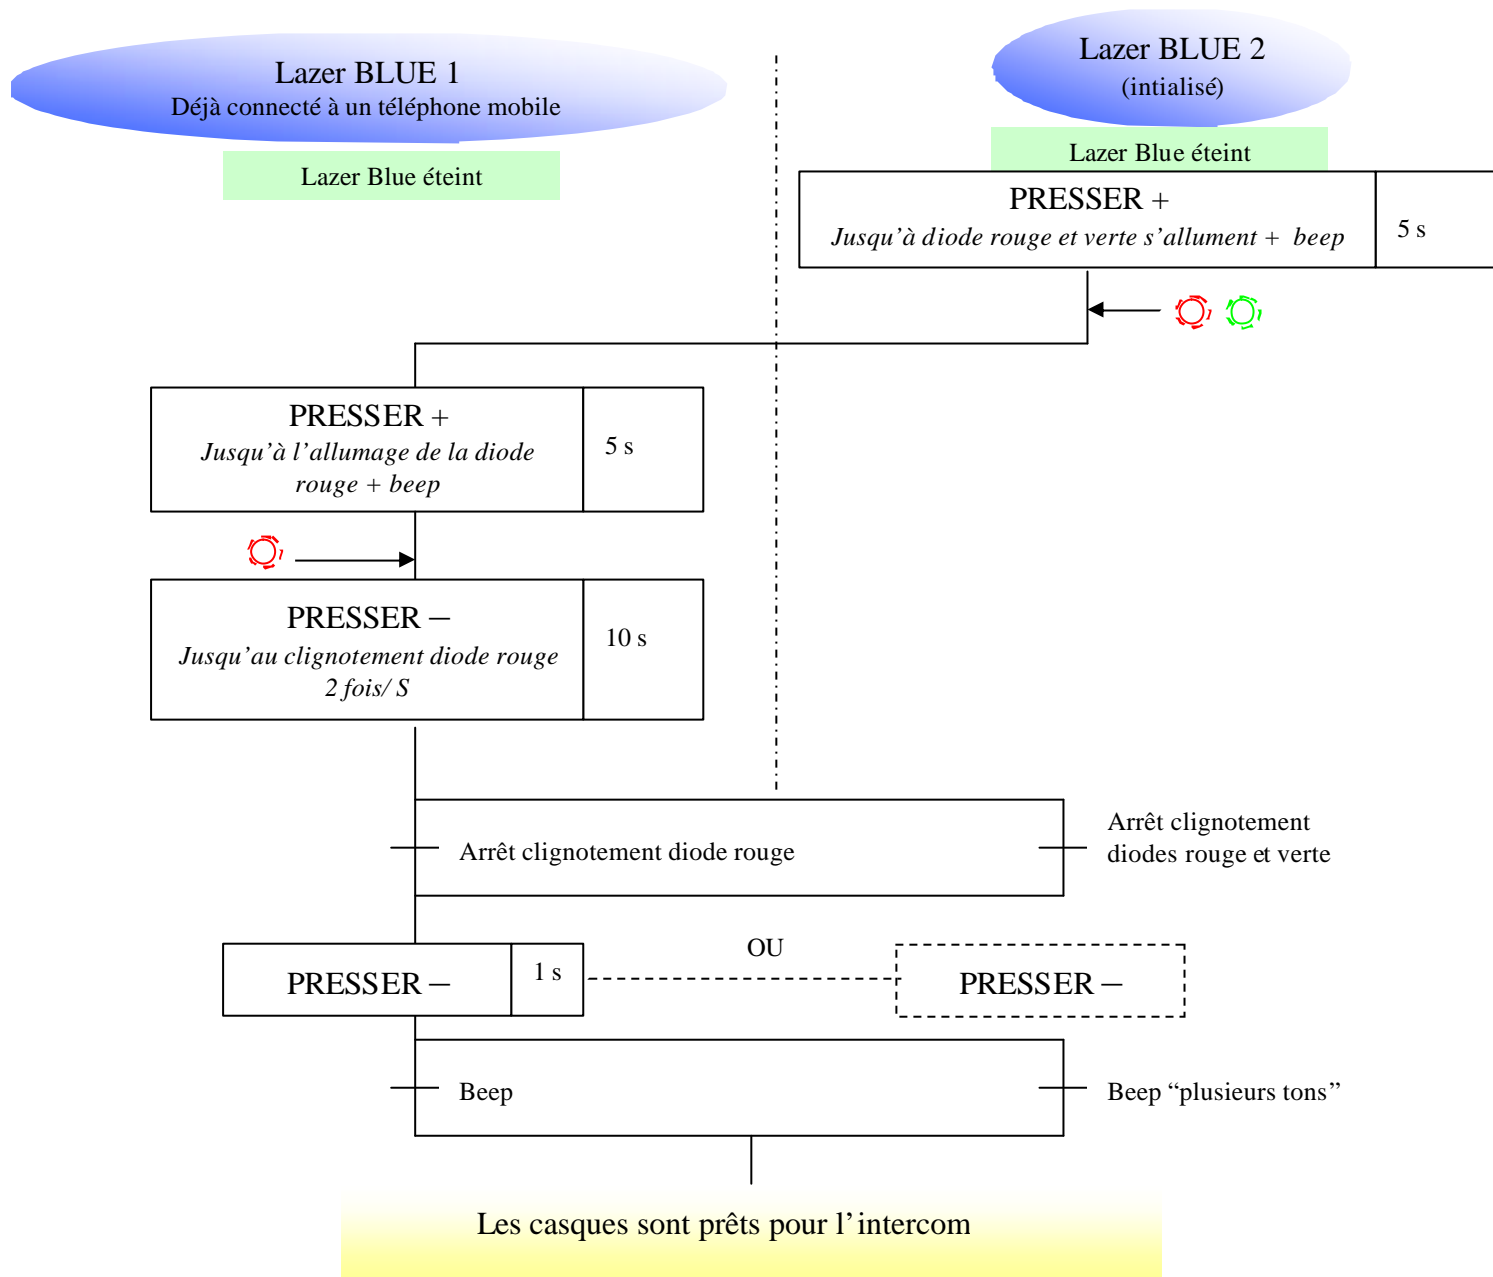 Lazer BLUE 1
Déjà connecté à un téléphone mobile
Lazer Blue éteint
Lazer BLUE 2
(intialisé)
Lazer Blue éteint
PRESSER +
Jusqu’à diode rouge et verte s’allument + beep
5 s
PRESSER +
Jusqu’à l’allumage de la diode
rouge + beep
5 s
PRESSER –
Jusqu’au clignotement diode rouge
2 fois/ S
10 s
Arrêt clignotement diode rouge
Arrêt clignotement
diodes rouge et verte
PRESSER –
1 s
OU
PRESSER –
Beep
Beep “plusieurs tons”
Les casques sont prêts pour l’intercom